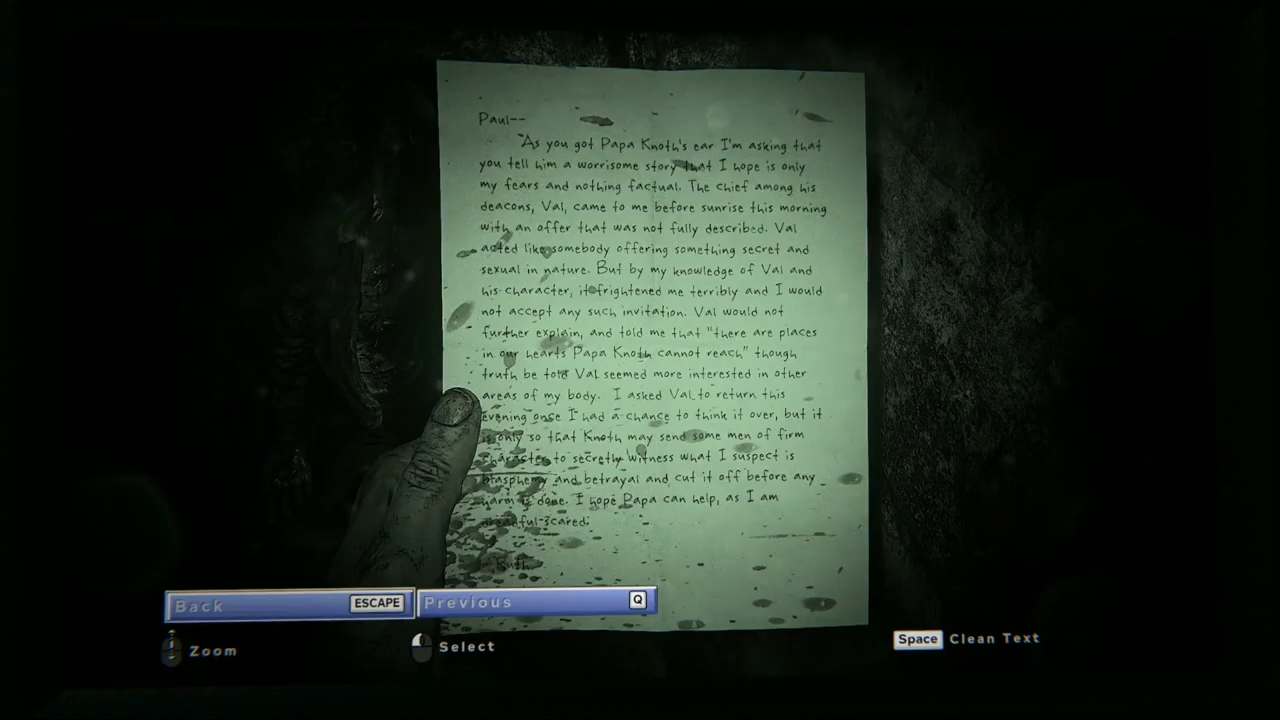 Paul--
As you got Papa Knoth's ear I'm asking that
you tell him a worrisome story that I hope is only
my fears and nothing factual. The chief among his
deacons, Val, came to me before sunrise this morning
with an offer that was not fully described. Val
acted like somebody offering something secret and
sexual in nature. But by my knowledge of Val and
his character, it frightened me terribly and I would
not accept any such invitation. Val would not
further explain, and told me that "there are places
in our hearts Papa Knoth cannot reach" though
truth be told Val seemed more interested in other
areas of my body. I asked Val to return this
evening once I had a chance to think it over, but it
is only so that Knoth may send some men of firm
character to secretly witness what I suspect is
blasphemy and betrayal and cut it off before any
harm is done. I hope Papa can help, as I am
dreadful scared.
Ruth
Back ESCAPE Previous Q
Zoom Select Space Clean Text